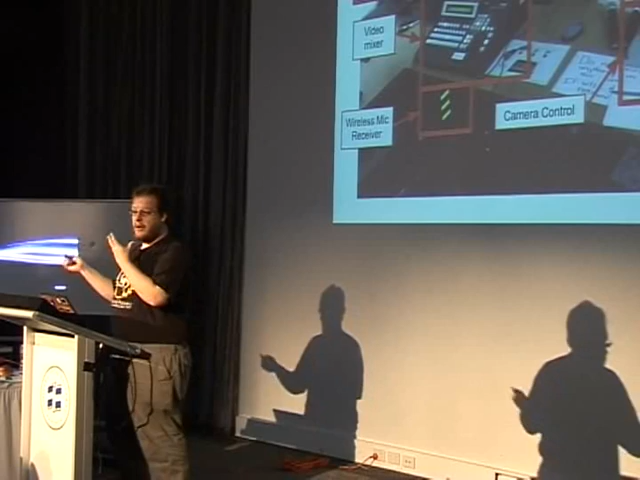 Video
mixer
Wireless Mic
Receiver
Camera Control